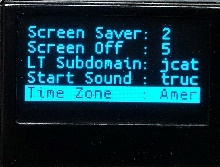 Screen Saver: 2
Screen Off  : 5
LT Subdomain: jcat
Start Sound : truc
Time Zone   : Amer